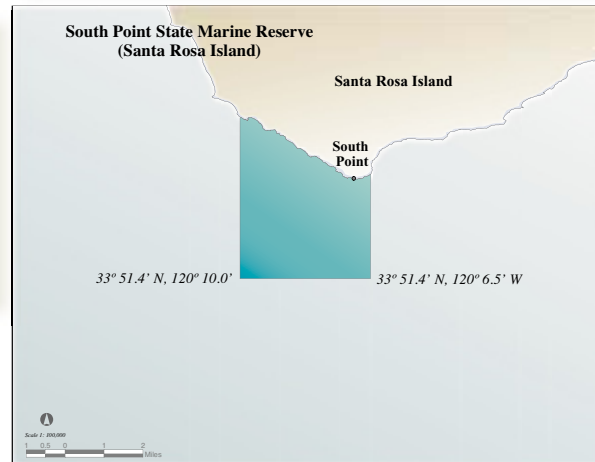 South Point State Marine Reserve
(Santa Rosa Island)
Santa Rosa Island
South
Point
33º 51.4' N, 120º 10.0'
33º 51.4' N, 120º 6.5' W
Scale 1: 100,000
1 0.5 0 1 2
Miles